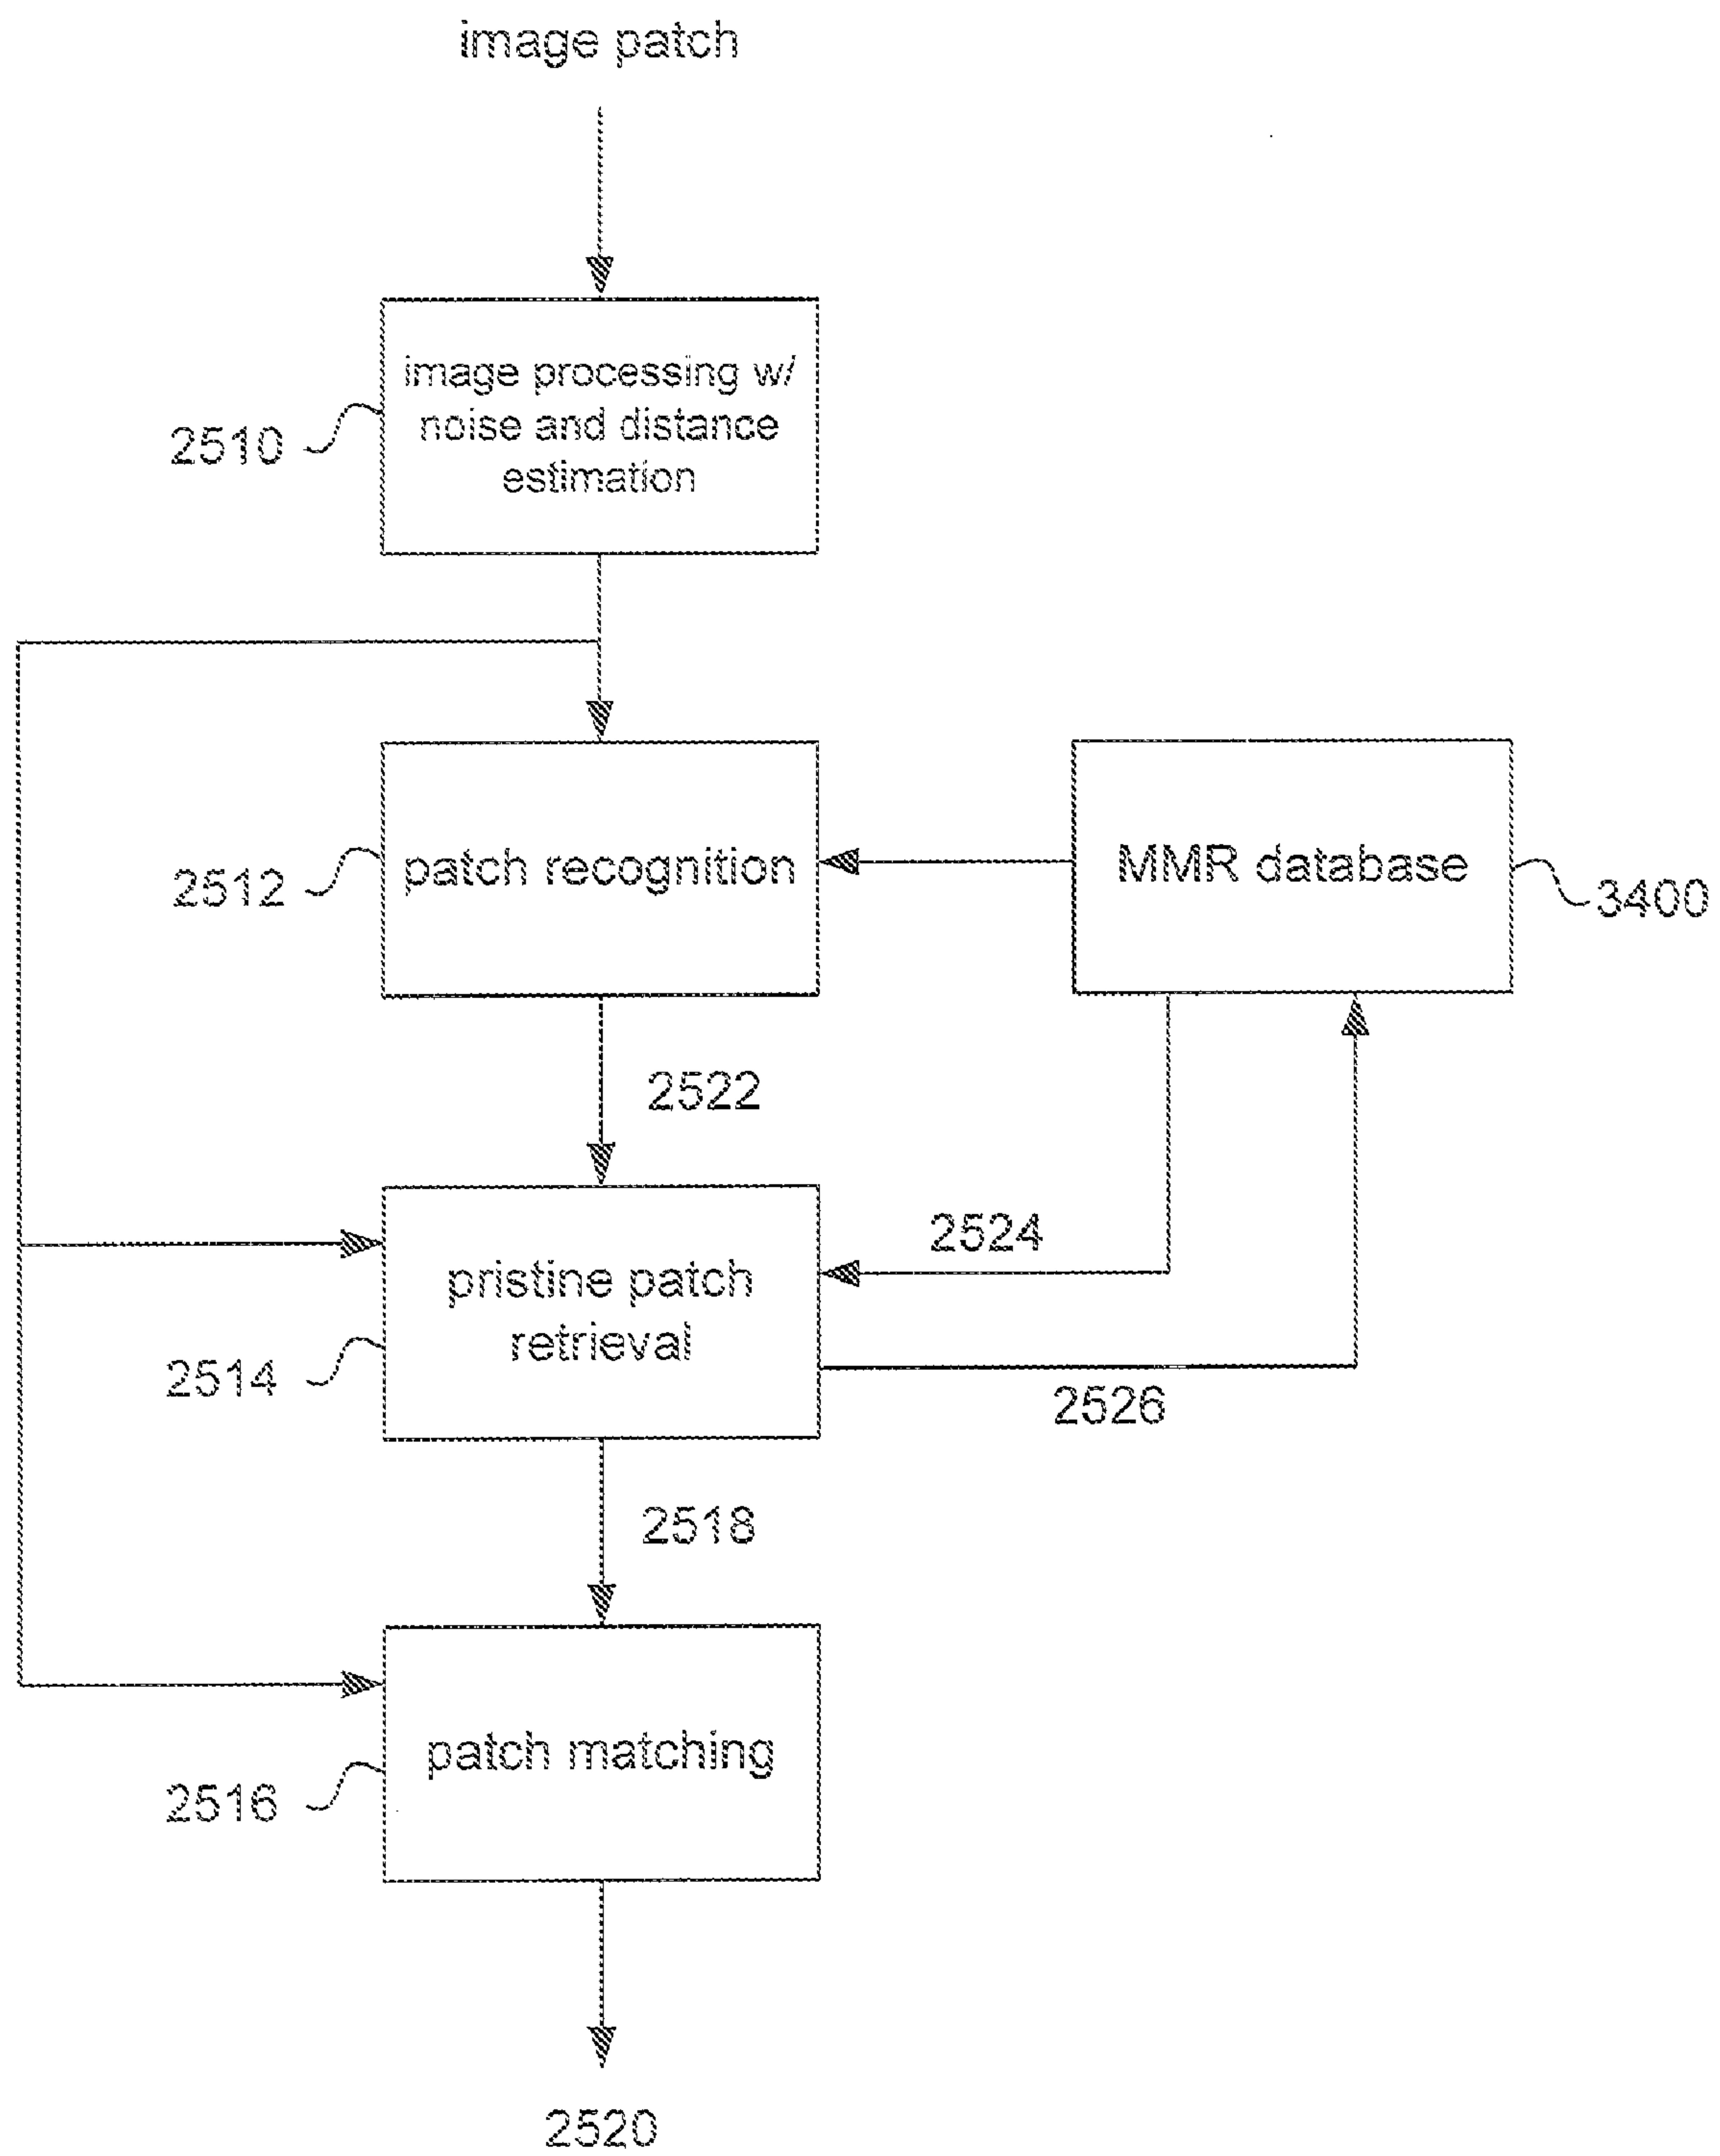 image patch
image processing w/
noise and distance
estimation
2510
patch recognition
2512
MMR database
3400
2522
pristine patch
retrieval
2514
2524
2526
2518
patch matching
2516
2520